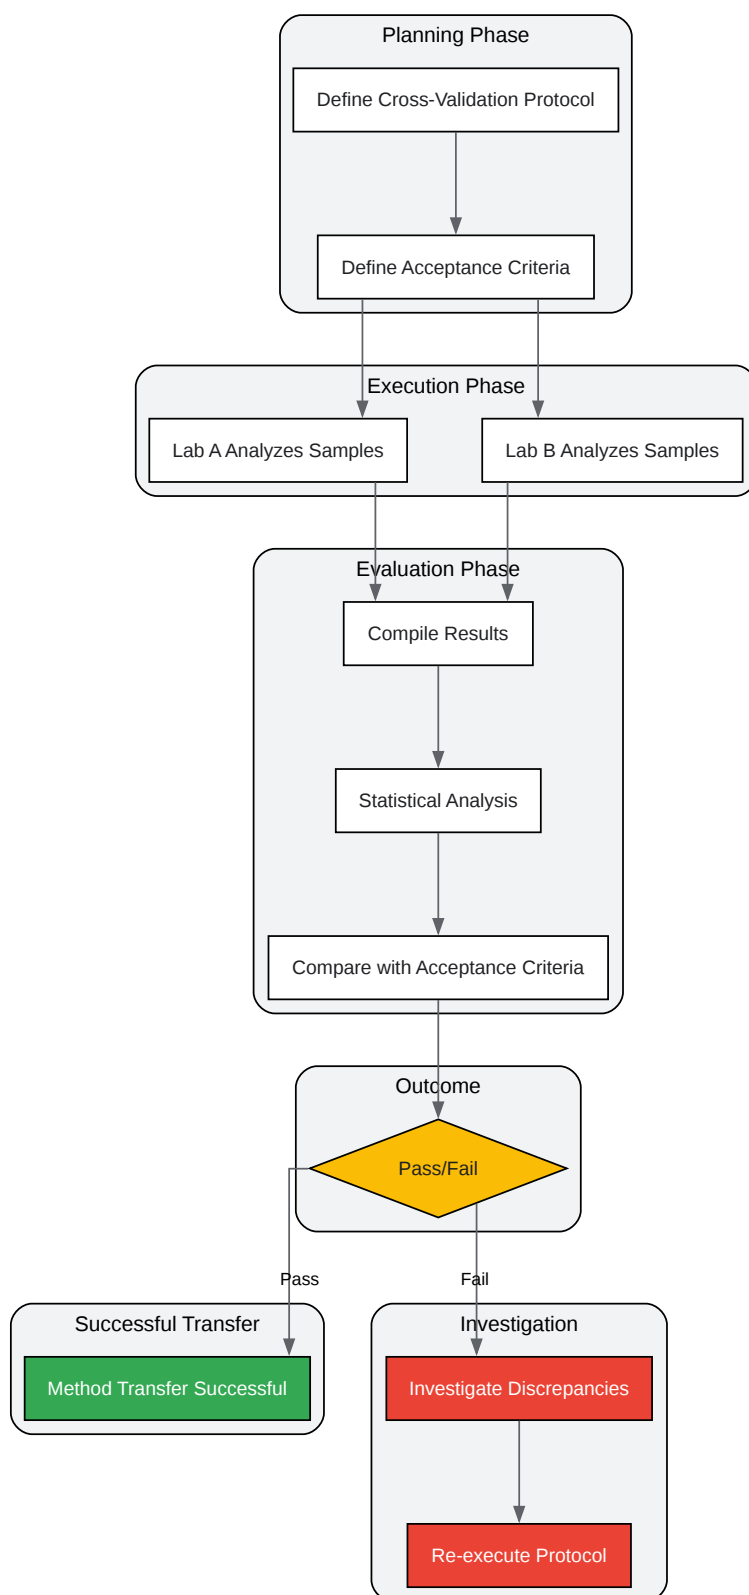 Planning Phase
Define Cross-Validation Protocol
Define Acceptance Criteria
Execution Phase
Lab A Analyzes Samples
Lab B Analyzes Samples
Evaluation Phase
Compile Results
Statistical Analysis
Compare with Acceptance Criteria
Outcome
Pass/Fail
Pass
Fail
Successful Transfer
Method Transfer Successful
Investigation
Investigate Discrepancies
Re-execute Protocol